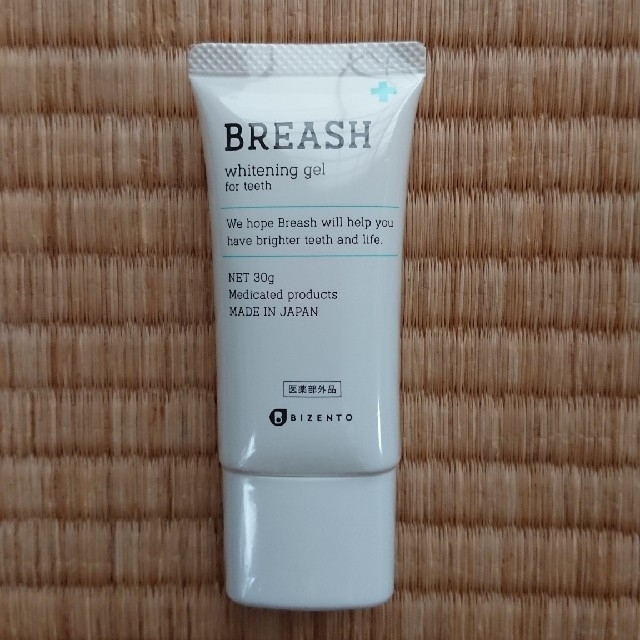 BREASH
whitening gel
for teeth
We hope Breash will help you
have brighter teeth and life.
NET 30g
Medicated products
MADE IN JAPAN
医薬部外品
BIZENTO